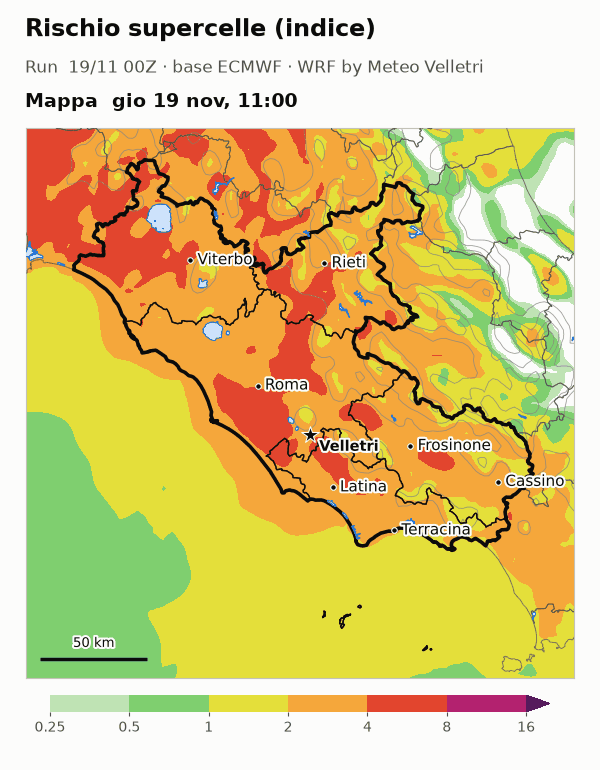 Rischio supercelle (indice)
Run  19/11 00Z · base ECMWF · WRF by Meteo Velletri
Mappa  gio 19 nov, 11:00
Viterbo
Rieti
Roma
Velletri
Frosinone
Cassino
Latina
Terracina
50 km
0.25 0.5 1 2 4 8 16